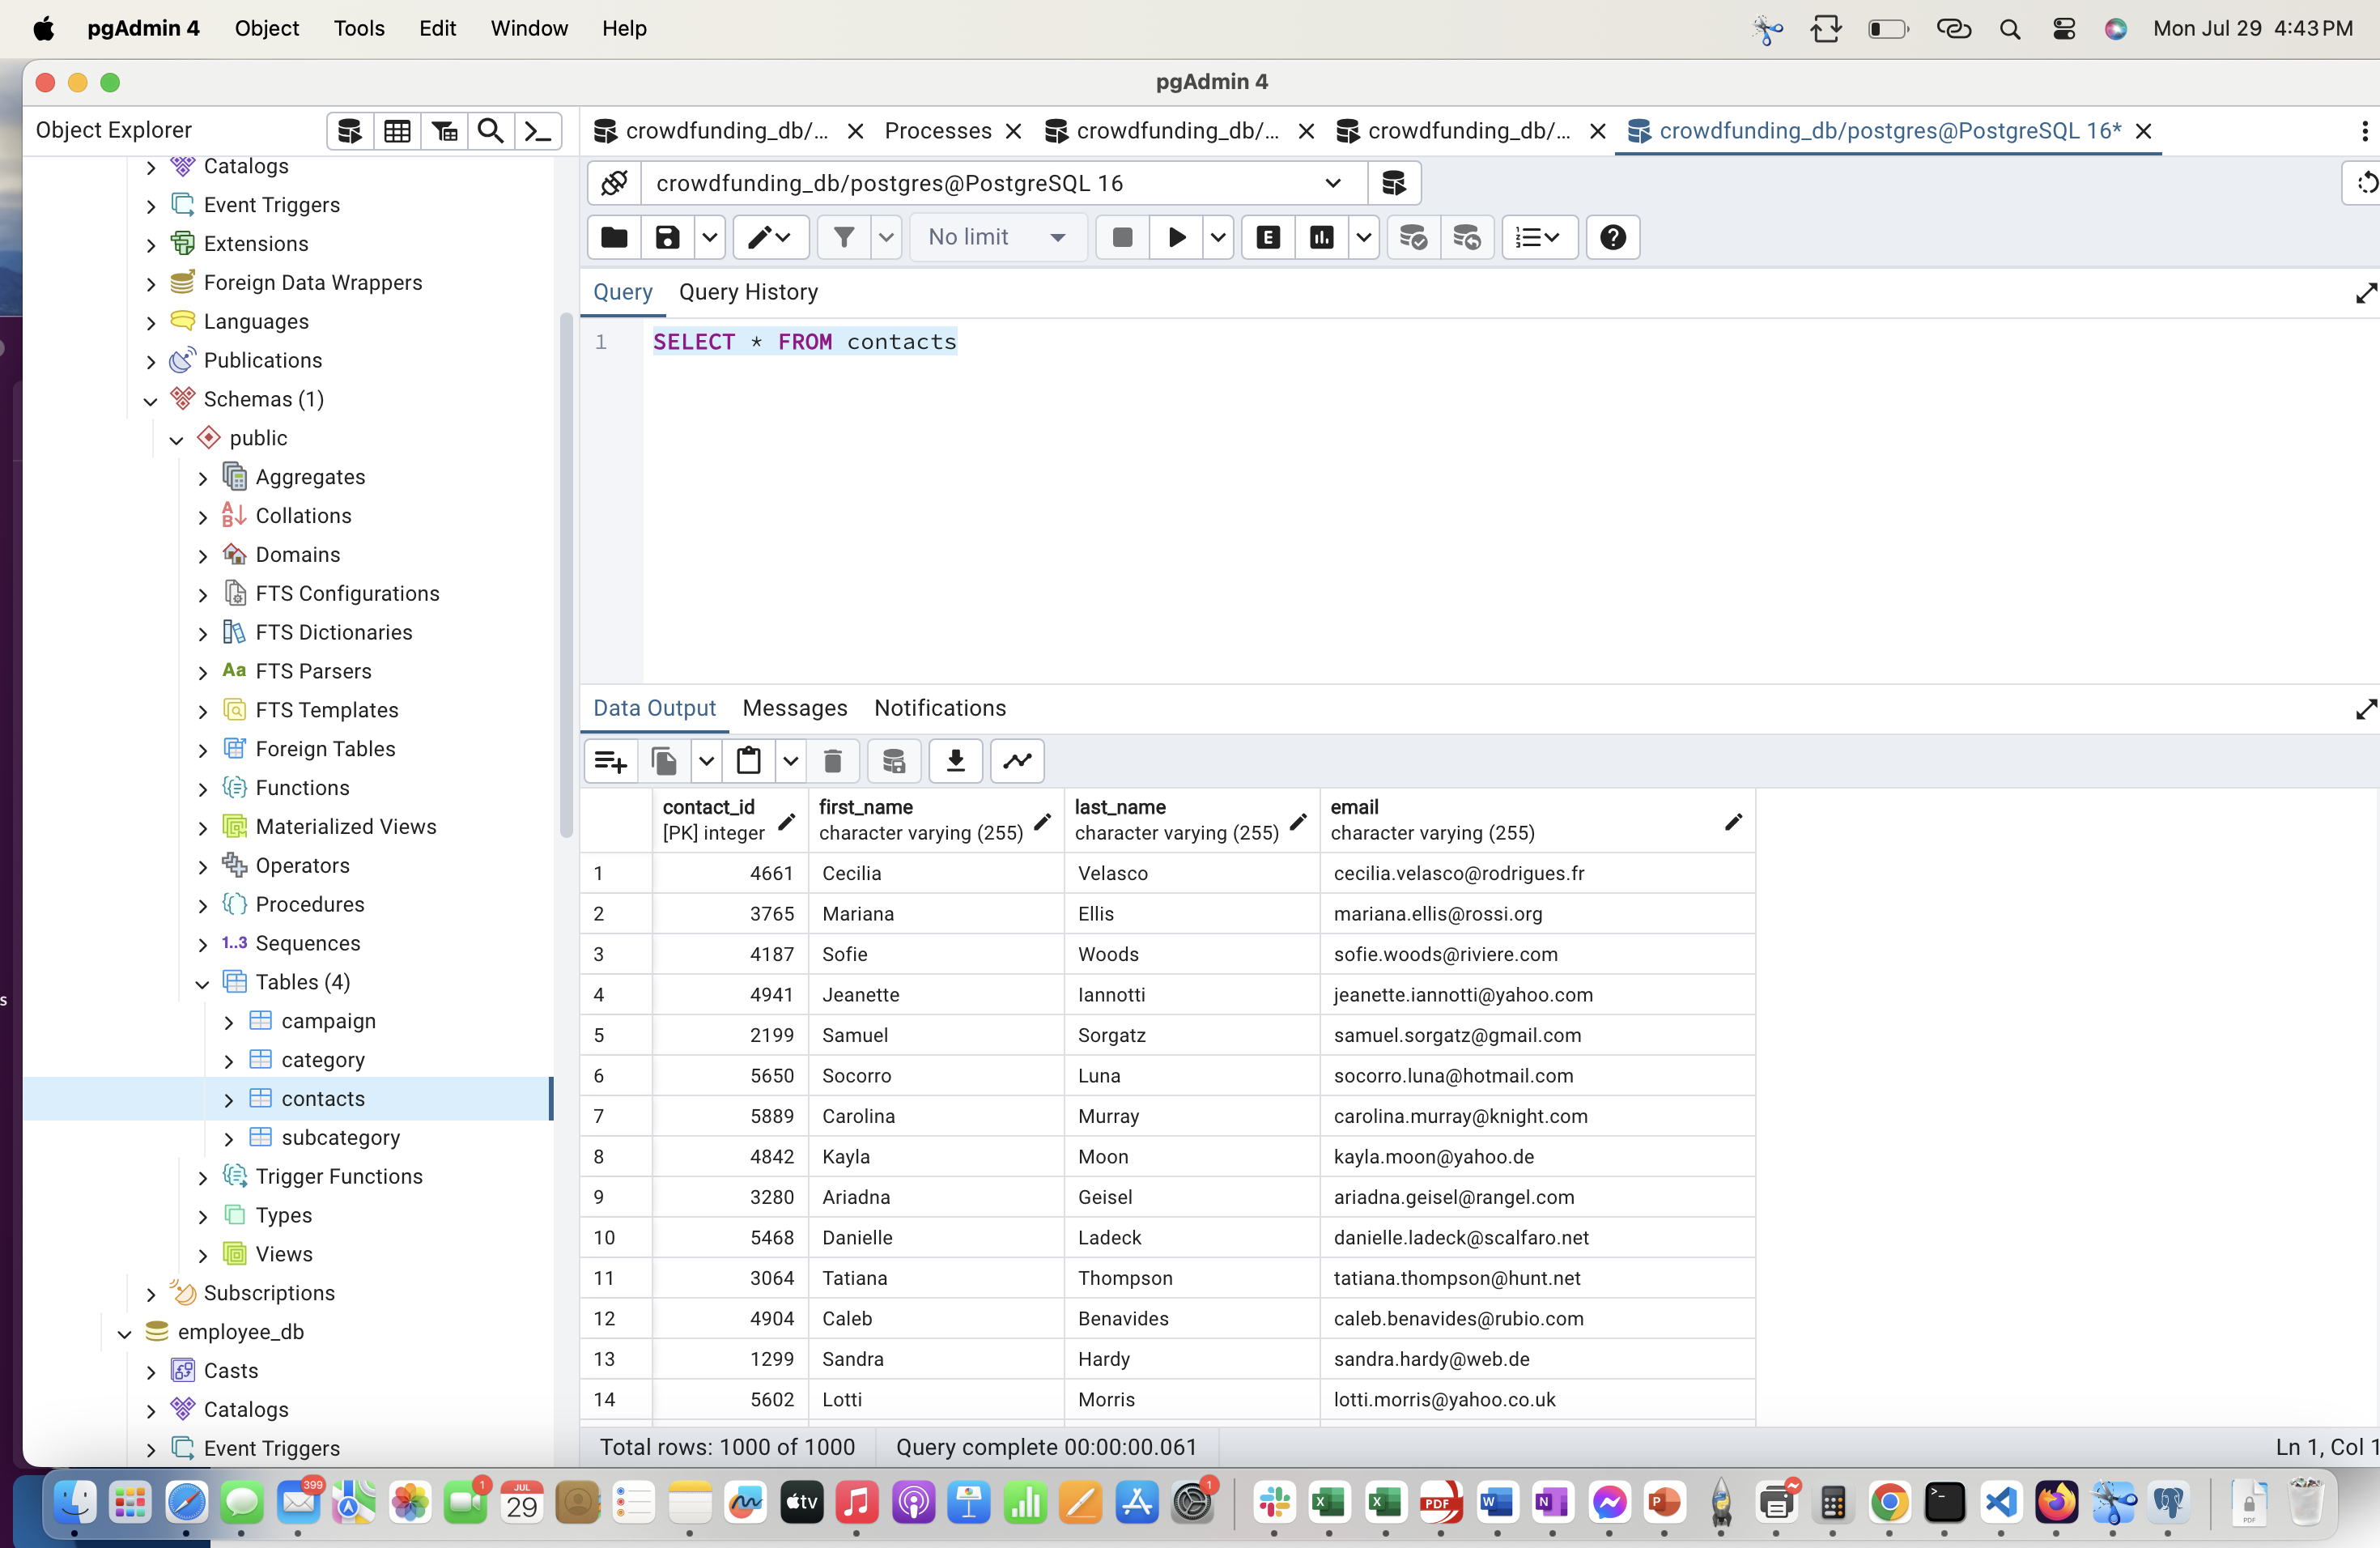 pgAdmin 4 Object Tools Edit Window Help Mon Jul 29 4:43 PM
pgAdmin 4
Object Explorer
crowdfunding_db/... Processes crowdfunding_db/... crowdfunding_db/... crowdfunding_db/postgres@PostgreSQL 16*
Catalogs
Event Triggers
Extensions
Foreign Data Wrappers
Languages
Publications
Schemas (1)
public
Aggregates
Collations
Domains
FTS Configurations
FTS Dictionaries
Aa FTS Parsers
FTS Templates
Foreign Tables
Functions
Materialized Views
Operators
Procedures
1..3 Sequences
Tables (4)
campaign
category
contacts
subcategory
Trigger Functions
Types
Views
Subscriptions
employee_db
Casts
Catalogs
Event Triggers
crowdfunding_db/postgres@PostgreSQL 16
No limit E
Query Query History
1 SELECT * FROM contacts
Data Output Messages Notifications
contact_id first_name last_name email
[PK] integer character varying (255) character varying (255) character varying (255)
1 4661 Cecilia Velasco cecilia.velasco@rodrigues.fr
2 3765 Mariana Ellis mariana.ellis@rossi.org
3 4187 Sofie Woods sofie.woods@riviere.com
4 4941 Jeanette Iannotti jeanette.iannotti@yahoo.com
5 2199 Samuel Sorgatz samuel.sorgatz@gmail.com
6 5650 Socorro Luna socorro.luna@hotmail.com
7 5889 Carolina Murray carolina.murray@knight.com
8 4842 Kayla Moon kayla.moon@yahoo.de
9 3280 Ariadna Geisel ariadna.geisel@rangel.com
10 5468 Danielle Ladeck danielle.ladeck@scalfaro.net
11 3064 Tatiana Thompson tatiana.thompson@hunt.net
12 4904 Caleb Benavides caleb.benavides@rubio.com
13 1299 Sandra Hardy sandra.hardy@web.de
14 5602 Lotti Morris lotti.morris@yahoo.co.uk
Total rows: 1000 of 1000 Query complete 00:00:00.061 Ln 1, Col 1
399 1 JUL 29 tv 1 PDF PDF